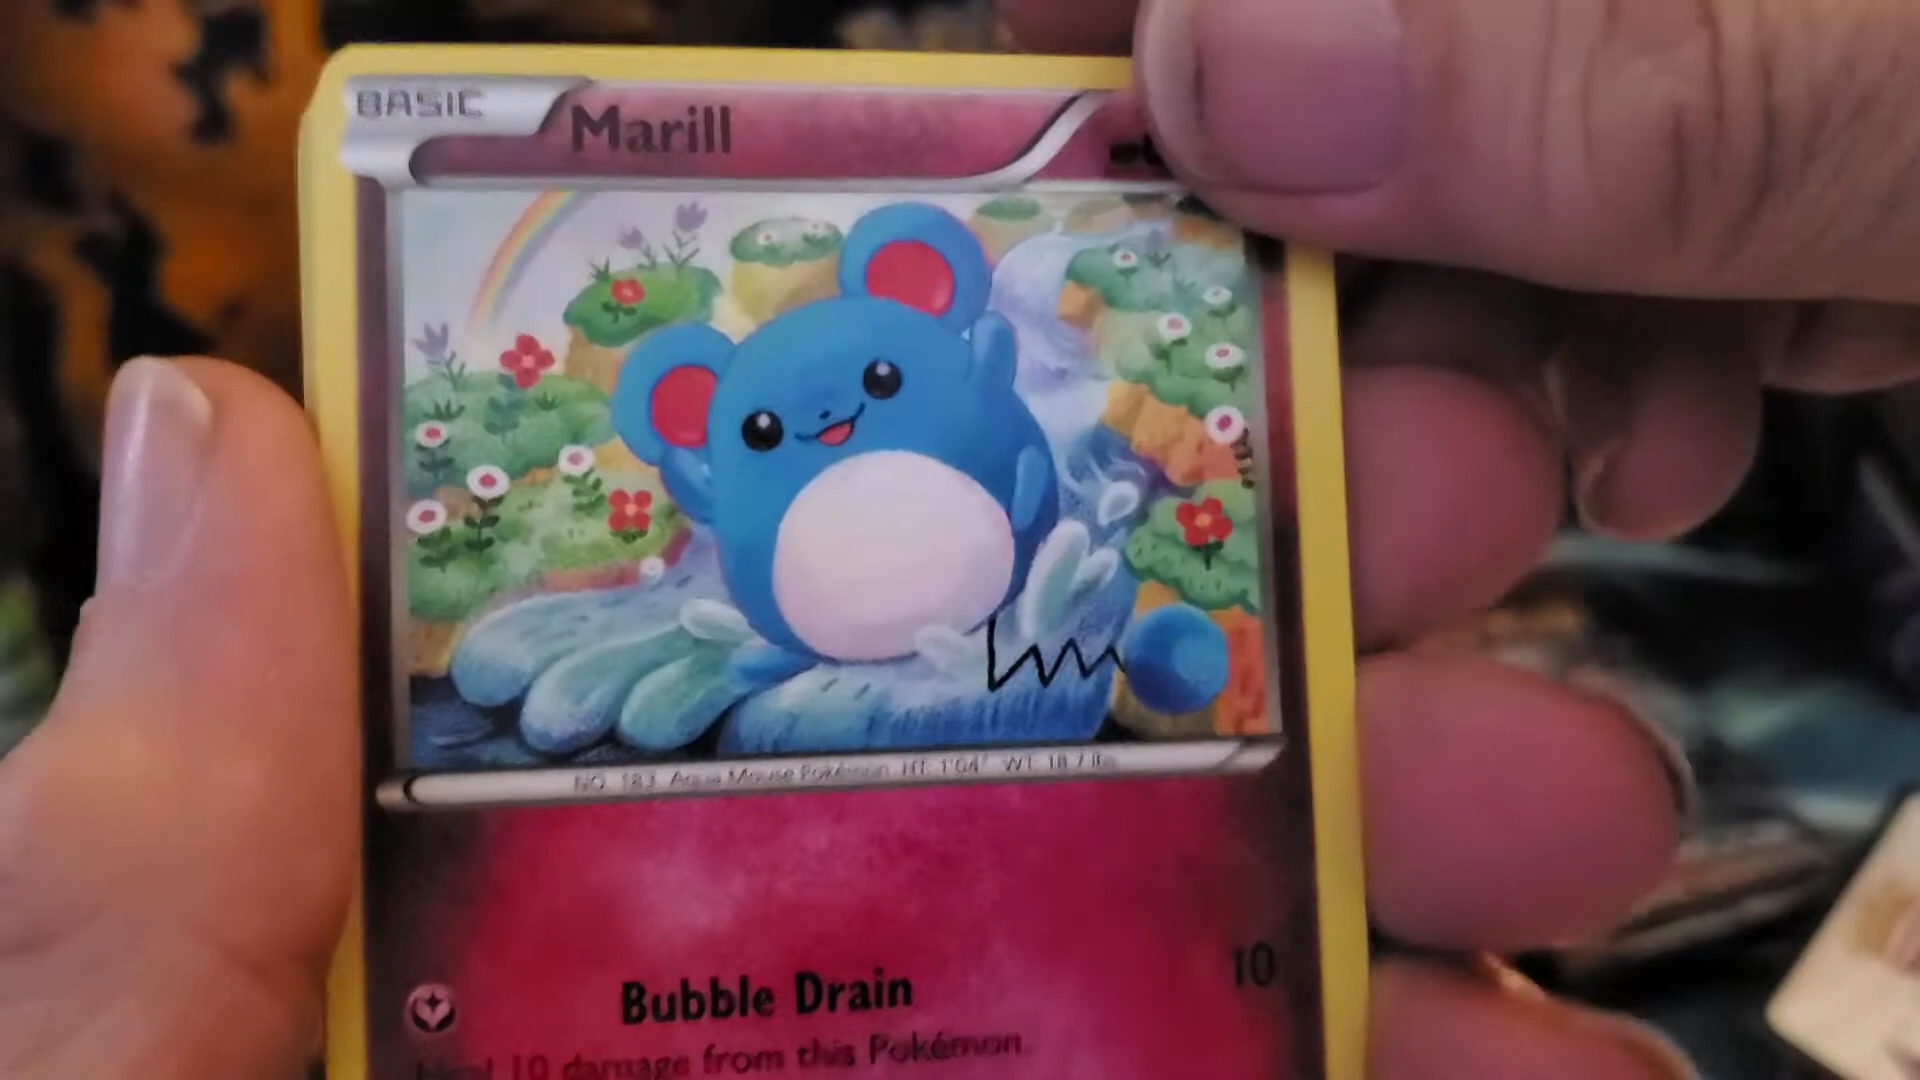 BASIC
Marill
NO. 183 Aqua Mouse Pokémon HT: 1'04" WT: 18.7 lbs.
Bubble Drain 10
Heal 10 damage from this Pokémon.